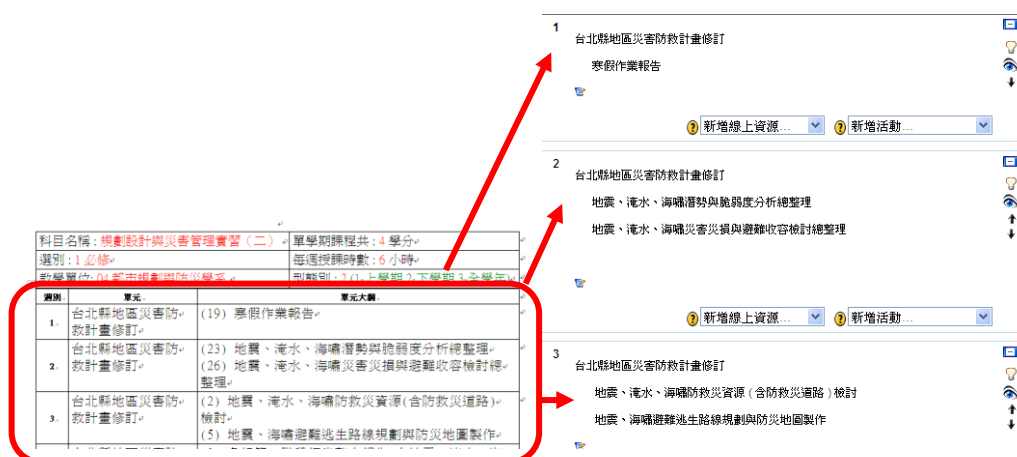 科目名稱：規劃設計與災害管理實習（二）
單學期課程共：4 學分
選別：1 必修
每週授課時數：6 小時
教學單位：04 都市規劃與防災學系
型態別：2 (1-上學期 2-下學期 3-全學年)
週別 單元 單元大綱
1. 台北縣地區災害防
救計畫修訂
(19) 寒假作業報告
2. 台北縣地區災害防
救計畫修訂
(23) 地震、淹水、海嘯潛勢與脆弱度分析總整理
(26) 地震、淹水、海嘯災害災損與避難收容檢討總
整理
3. 台北縣地區災害防
救計畫修訂
(2) 地震、淹水、海嘯防救災資源(含防救災道路)
檢討
(5) 地震、海嘯避難逃生路線規劃與防災地圖製作
1
台北縣地區災害防救計畫修訂
寒假作業報告
新增線上資源... 新增活動...
2
台北縣地區災害防救計畫修訂
地震、淹水、海嘯潛勢與脆弱度分析總整理
地震、淹水、海嘯災害災損與避難收容檢討總整理
新增線上資源... 新增活動...
3
台北縣地區災害防救計畫修訂
地震、淹水、海嘯防救災資源 ( 含防救災道路 ) 檢討
地震、海嘯避難逃生路線規劃與防災地圖製作